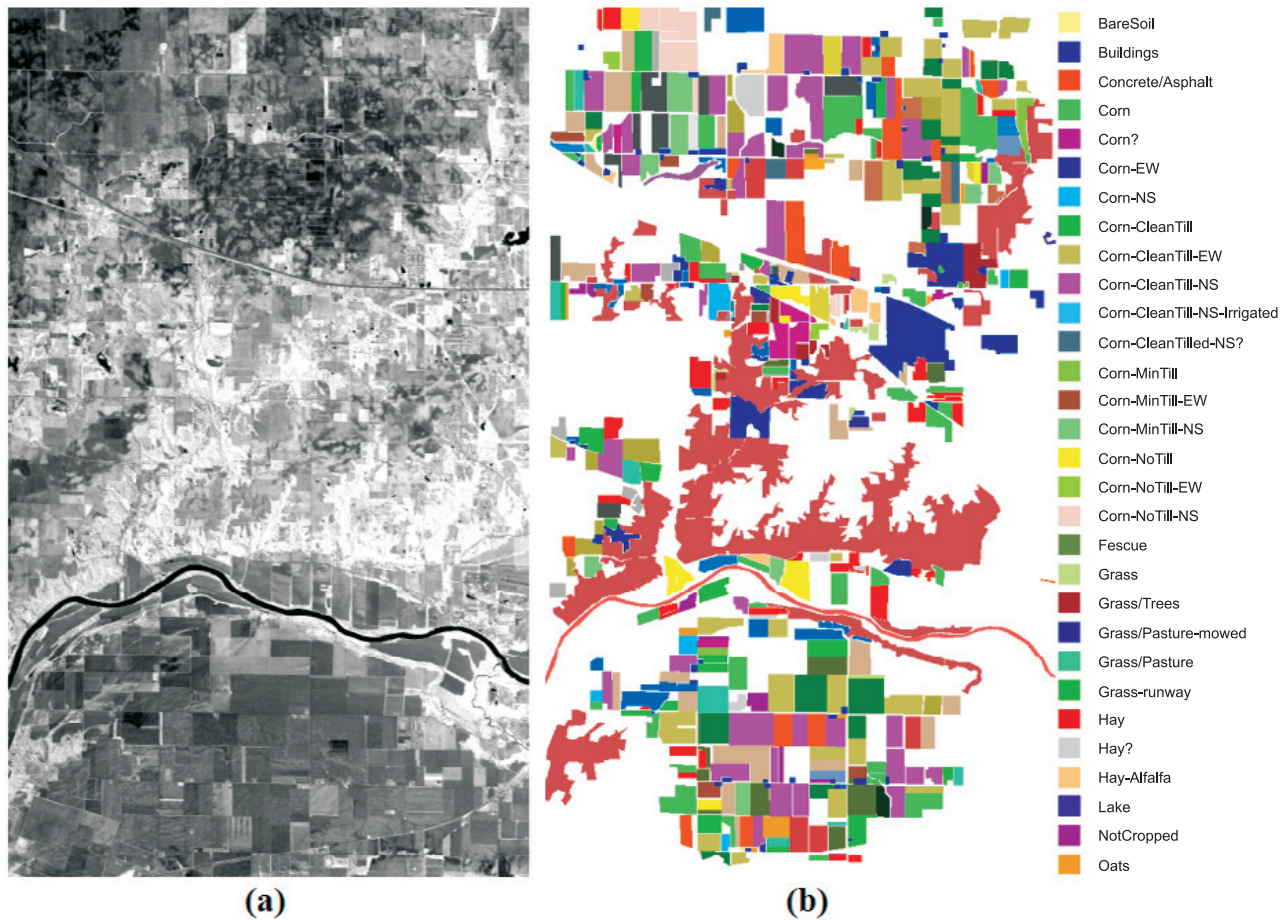 BareSoil
Buildings
Concrete/Asphalt
Corn
Corn?
Corn-EW
Corn-NS
Corn-CleanTill
Corn-CleanTill-EW
Corn-CleanTill-NS
Corn-CleanTill-NS-Irrigated
Corn-CleanTilled-NS?
Corn-MinTill
Corn-MinTill-EW
Corn-MinTill-NS
Corn-NoTill
Corn-NoTill-EW
Corn-NoTill-NS
Fescue
Grass
Grass/Trees
Grass/Pasture-mowed
Grass/Pasture
Grass-runway
Hay
Hay?
Hay-Alfalfa
Lake
NotCropped
Oats
(a)
(b)